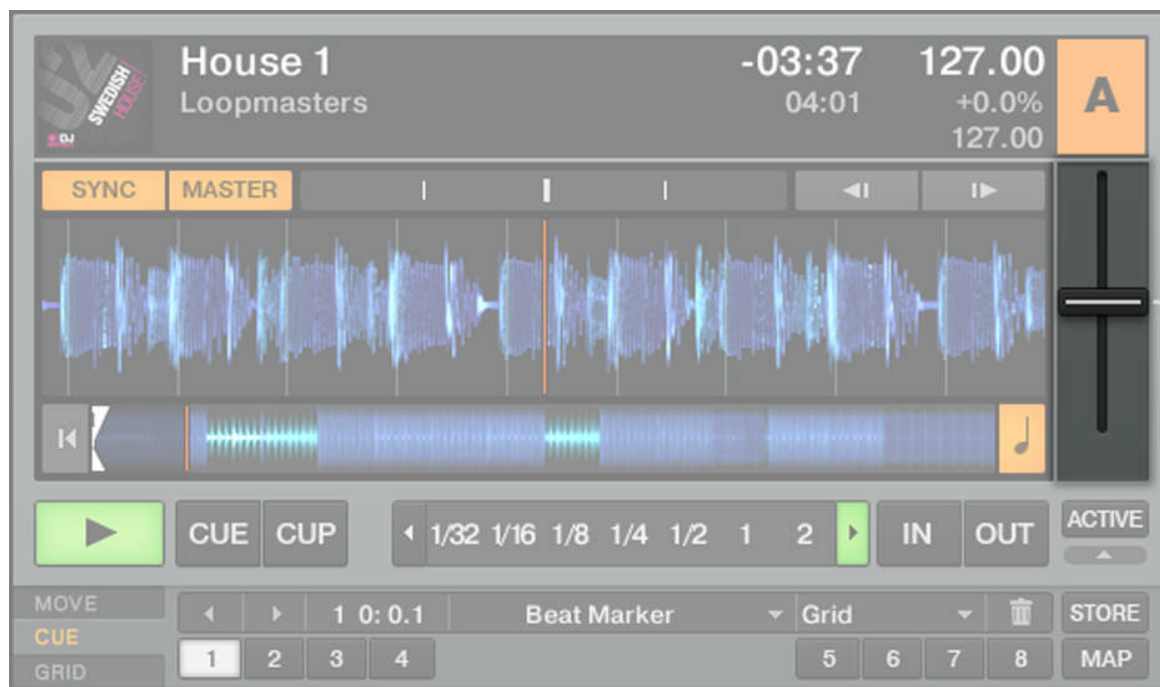 SWEDISH
HOUSE
DJ
House 1
Loopmasters
-03:37
04:01
127.00
+0.0%
127.00
A
SYNC MASTER
CUE CUP 1/32 1/16 1/8 1/4 1/2 1 2 IN OUT ACTIVE
MOVE
CUE
GRID
1 0: 0.1 Beat Marker Grid STORE
1 2 3 4 5 6 7 8 MAP